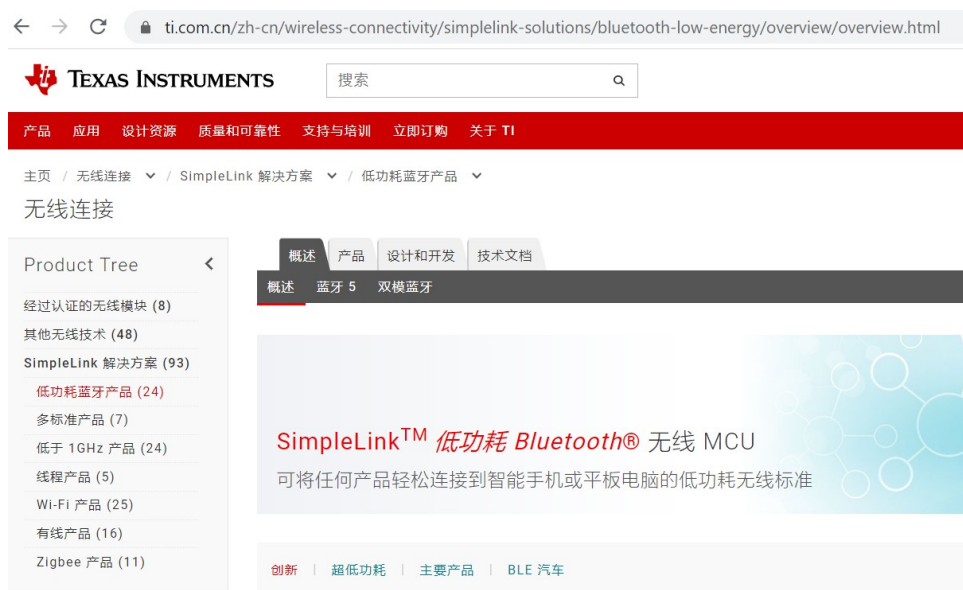 ti.com.cn/zh-cn/wireless-connectivity/simplelink-solutions/bluetooth-low-energy/overview/overview.html
TEXAS INSTRUMENTS
搜索
产品 应用 设计资源 质量和可靠性 支持与培训 立即订购 关于 TI
主页 / 无线连接 / SimpleLink 解决方案 / 低功耗蓝牙产品
无线连接
Product Tree
经过认证的无线模块 (8)
其他无线技术 (48)
SimpleLink 解决方案 (93)
低功耗蓝牙产品 (24)
多标准产品 (7)
低于 1GHz 产品 (24)
线程产品 (5)
Wi-Fi 产品 (25)
有线产品 (16)
Zigbee 产品 (11)
概述 产品 设计和开发 技术文档
概述 蓝牙 5 双模蓝牙
SimpleLink™ 低功耗 Bluetooth® 无线 MCU
可将任何产品轻松连接到智能手机或平板电脑的低功耗无线标准
创新 | 超低功耗 | 主要产品 | BLE 汽车